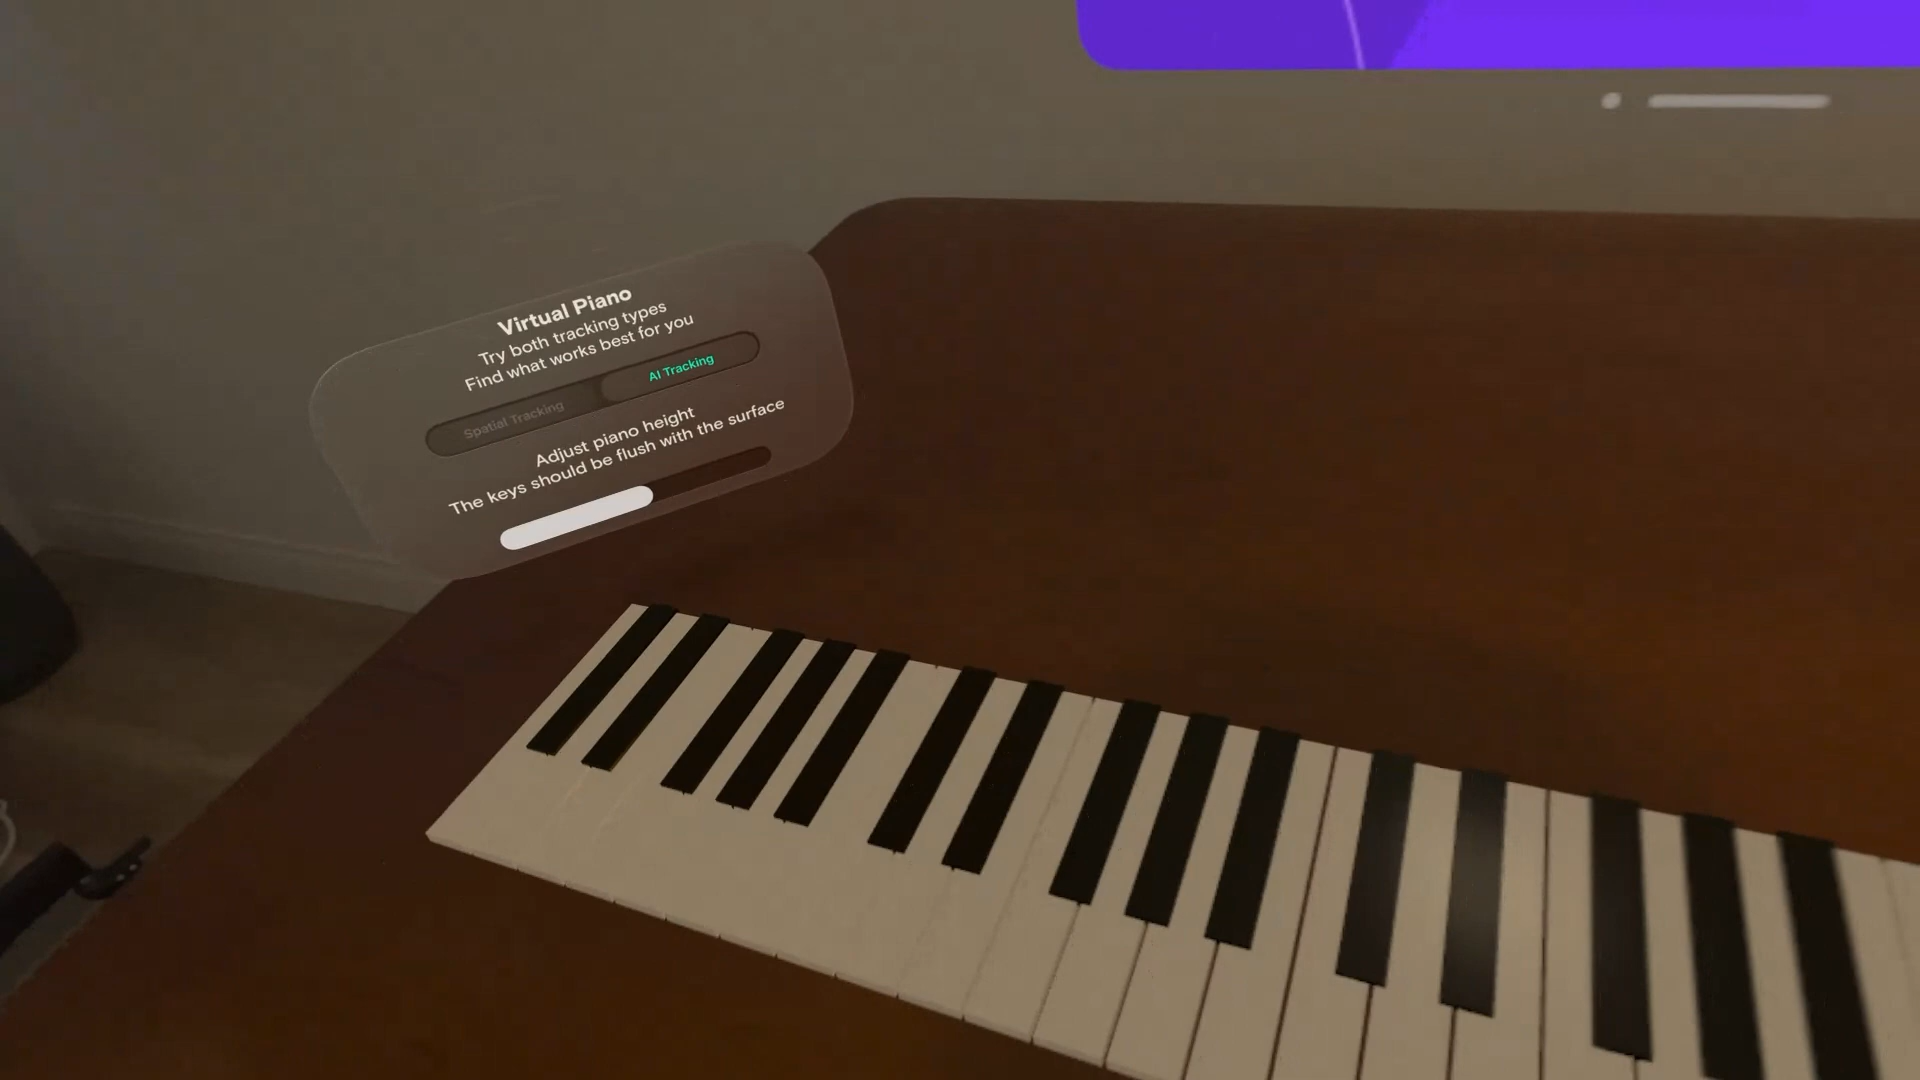 Virtual Piano
Try both tracking types
Find what works best for you
Spatial Tracking
AI Tracking
Adjust piano height
The keys should be flush with the surface